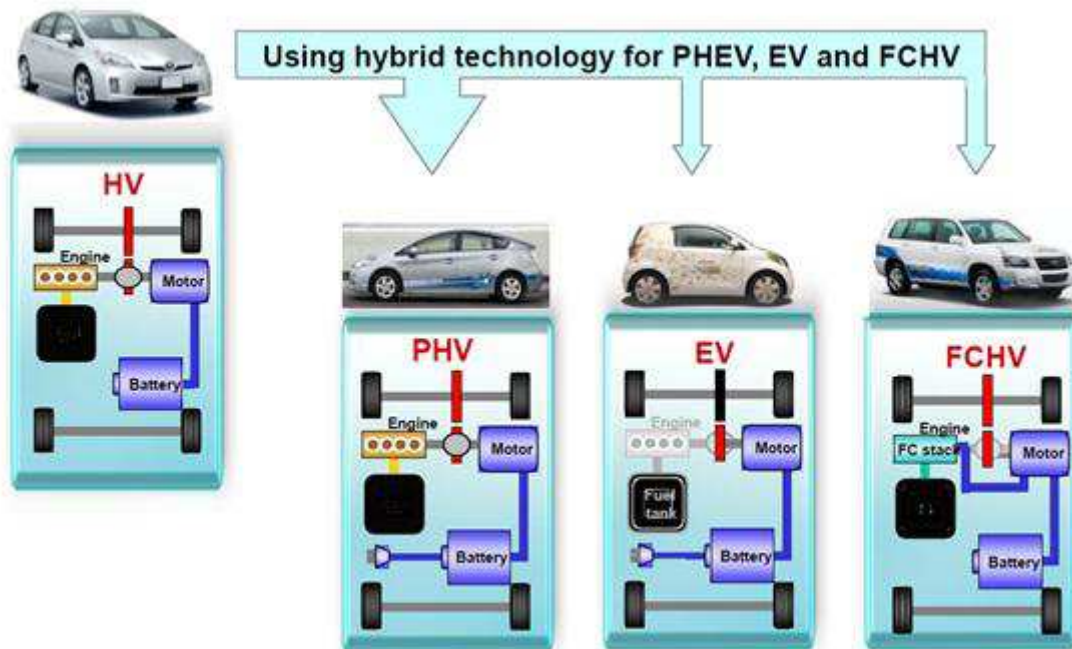 Using hybrid technology for PHEV, EV and FCHV
HV
Engine
Motor
Battery
PHV
Engine
Motor
Battery
EV
Motor
Fuel
tank
Battery
FCHV
Engine
FC stack
Motor
Battery